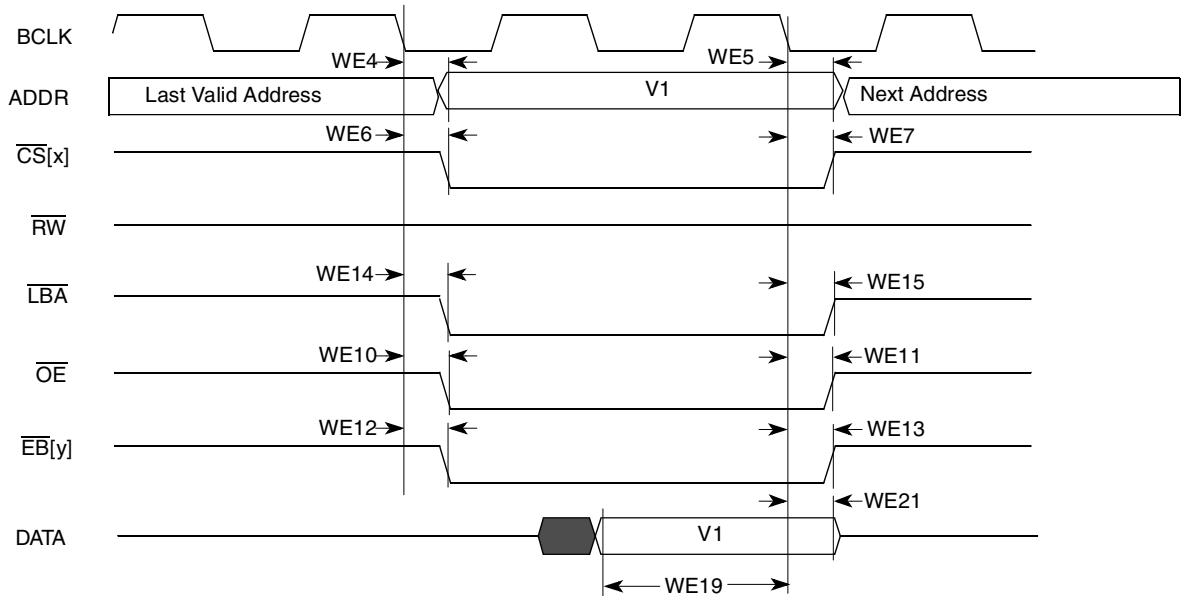 BCLK
WE4
WE5
ADDR
Last Valid Address
V1
Next Address
WE6
WE7
CS[x]
RW
WE14
WE15
LBA
WE10
WE11
OE
WE12
WE13
EB[y]
WE21
DATA
V1
WE19